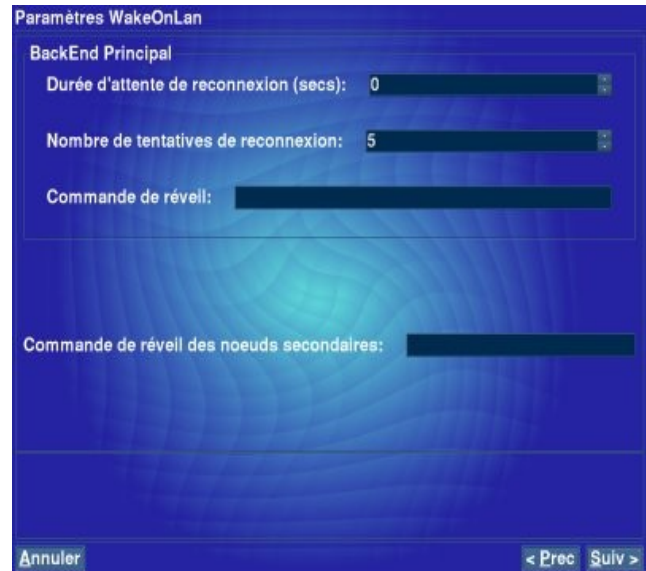 Paramètres WakeOnLan
BackEnd Principal
Durée d'attente de reconnexion (secs): 0
Nombre de tentatives de reconnexion: 5
Commande de réveil:
Commande de réveil des noeuds secondaires:
Annuler < Prec Suiv >